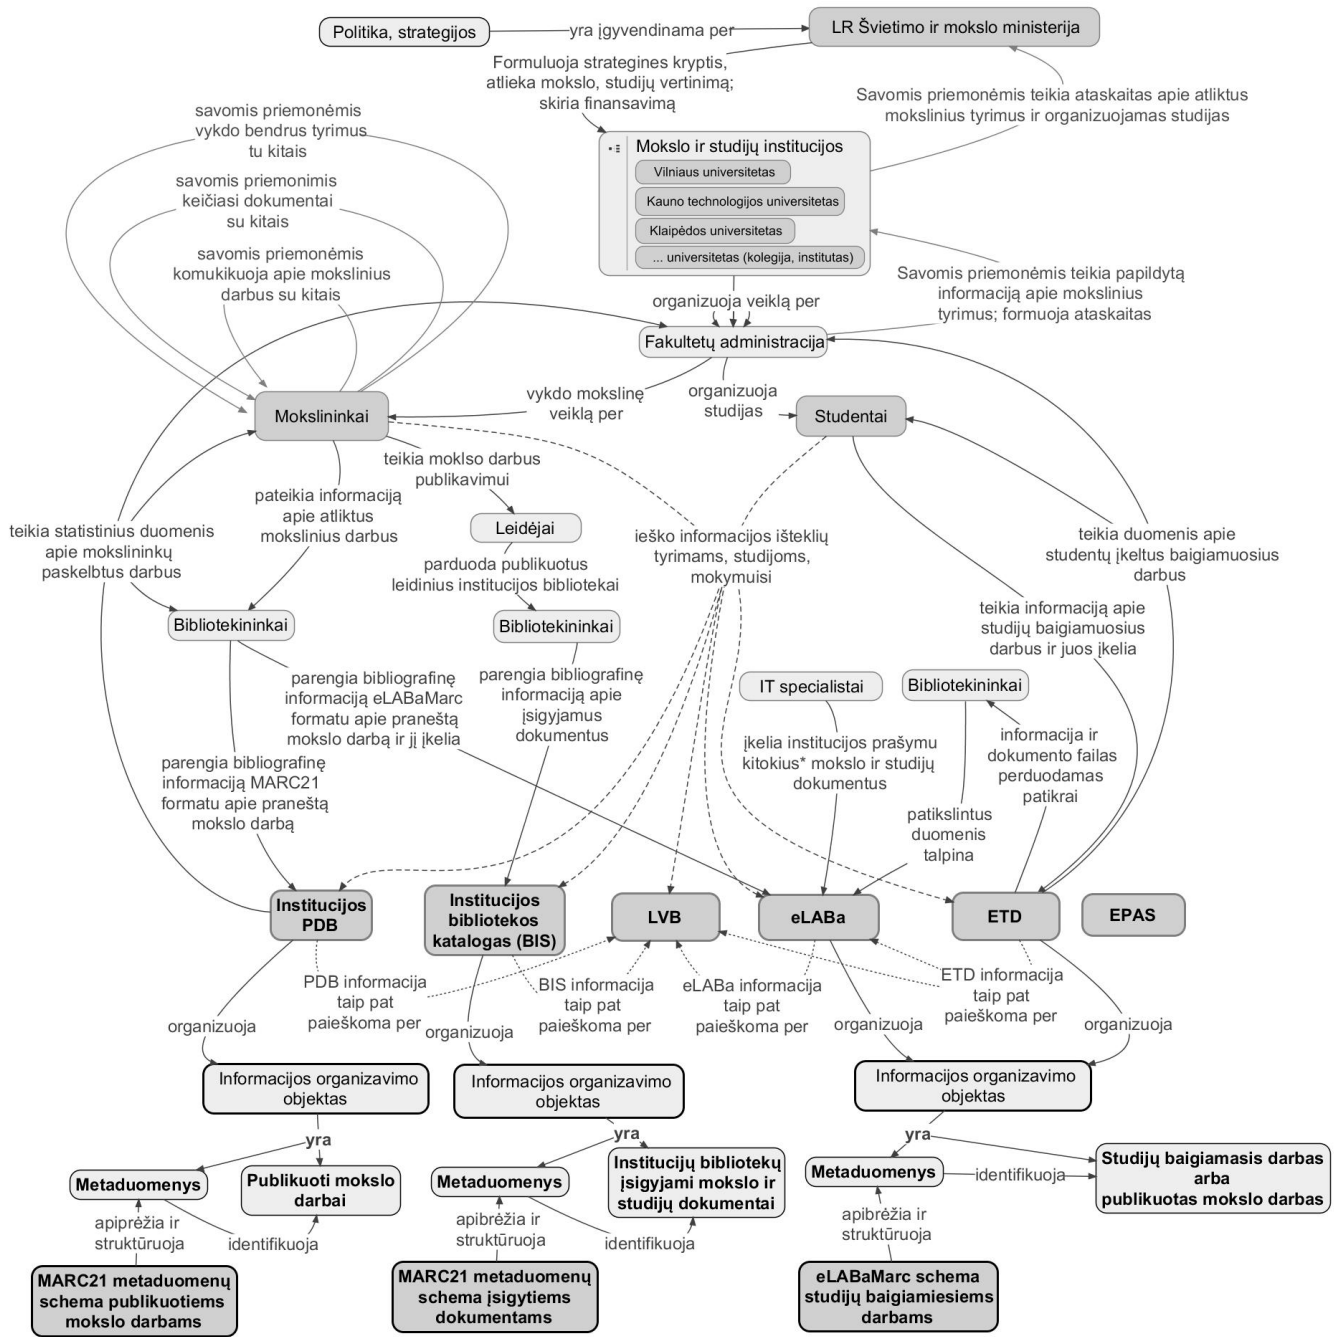 Politika, strategijos
yra įgyvendinama per
LR Švietimo ir mokslo ministerija
Formuluoja strategines kryptis,
atlieka mokslo, studijų vertinimą;
skiria finansavimą
Savomis priemonėmis teikia ataskaitas apie atliktus
mokslinius tyrimus ir organizuojamas studijas
savomis priemonėmis
vykdo bendrus tyrimus
tu kitais
savomis priemonimis
keičiasi dokumentai
su kitais
savomis priemonėmis
komukikuoja apie mokslinius
darbus su kitais
Mokslo ir studijų institucijos
Vilniaus universitetas
Kauno technologijos universitetas
Klaipėdos universitetas
... universitetas (kolegija, institutas)
Savomis priemonėmis teikia papildytą
informaciją apie mokslinius
tyrimus; formuoja ataskaitas
organizuoja veiklą per
Fakultetų administracija
vykdo mokslinę
veiklą per
organizuoja
studijas
Mokslininkai
Studentai
teikia moklso darbus
publikavimui
pateikia informaciją
apie atliktus
mokslinius darbus
Leidėjai
teikia statistinius duomenis
apie mokslininkų
paskelbtus darbus
parduoda publikuotus
leidinius institucijos bibliotekai
ieško informacijos išteklių
tyrimams, studijoms,
mokymuisi
teikia duomenis apie
studentų įkeltus baigiamuosius
darbus
teikia informaciją apie
studijų baigiamuosius
darbus ir juos įkelia
Bibliotekininkai
Bibliotekininkai
parengia bibliografinę
informaciją eLABaMarc
formatu apie praneštą
mokslo darbą ir jį įkelia
parengia bibliografinę
informaciją apie
įsigyjamus
dokumentus
IT specialistai
Bibliotekininkai
įkelia institucijos prašymu
kitokius* mokslo ir studijų
dokumentus
informacija ir
dokumento failas
perduodamas
patikrai
parengia bibliografinę
informaciją MARC21
formatu apie praneštą
mokslo darbą
patikslintus
duomenis
talpina
Institucijos
PDB
Institucijos
bibliotekos
katalogas (BIS)
LVB
eLABa
ETD
EPAS
PDB informacija
taip pat
paieškoma per
BIS informacija
taip pat
paieškoma per
eLABa informacija
taip pat
paieškoma per
ETD informacija
taip pat
paieškoma per
organizuoja
organizuoja
organizuoja
organizuoja
Informacijos organizavimo
objektas
Informacijos organizavimo
objektas
Informacijos organizavimo
objektas
yra
yra
yra
Metaduomenys
Publikuoti mokslo
darbai
Metaduomenys
Institucijų bibliotekų
įsigyjami mokslo ir
studijų dokumentai
Metaduomenys
identifikuoja
Studijų baigiamasis darbas
arba
publikuotas mokslo darbas
apiprėžia ir
struktūruoja
identifikuoja
apibrėžia ir
struktūruoja
identifikuoja
apibrėžia ir
struktūruoja
MARC21 metaduomenų
schema publikuotiems
mokslo darbams
MARC21 metaduomenų
schema įsigytiems
dokumentams
eLABaMarc schema
studijų baigiamiesiems
darbams